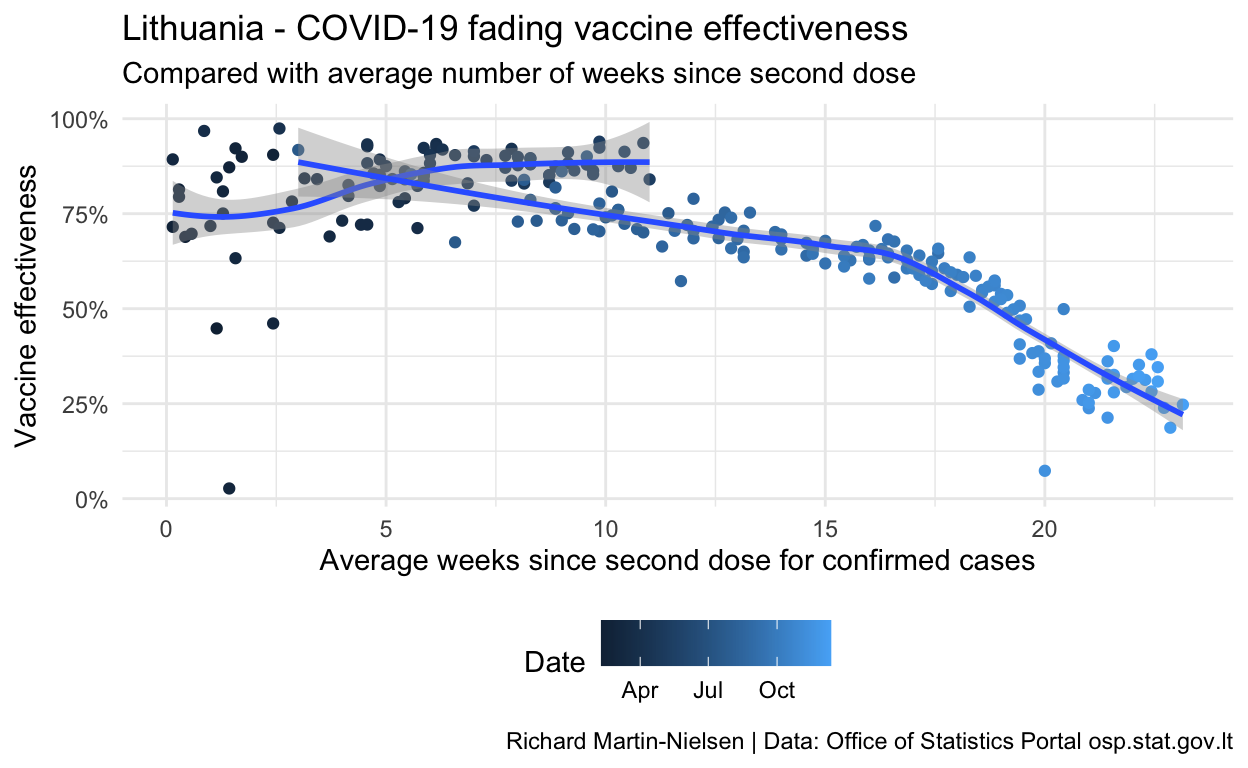 Lithuania - COVID-19 fading vaccine effectiveness
Compared with average number of weeks since second dose
Vaccine effectiveness
100%
75%
50%
25%
0%
0 5 10 15 20
Average weeks since second dose for confirmed cases
Date
Apr Jul Oct
Richard Martin-Nielsen | Data: Office of Statistics Portal osp.stat.gov.lt